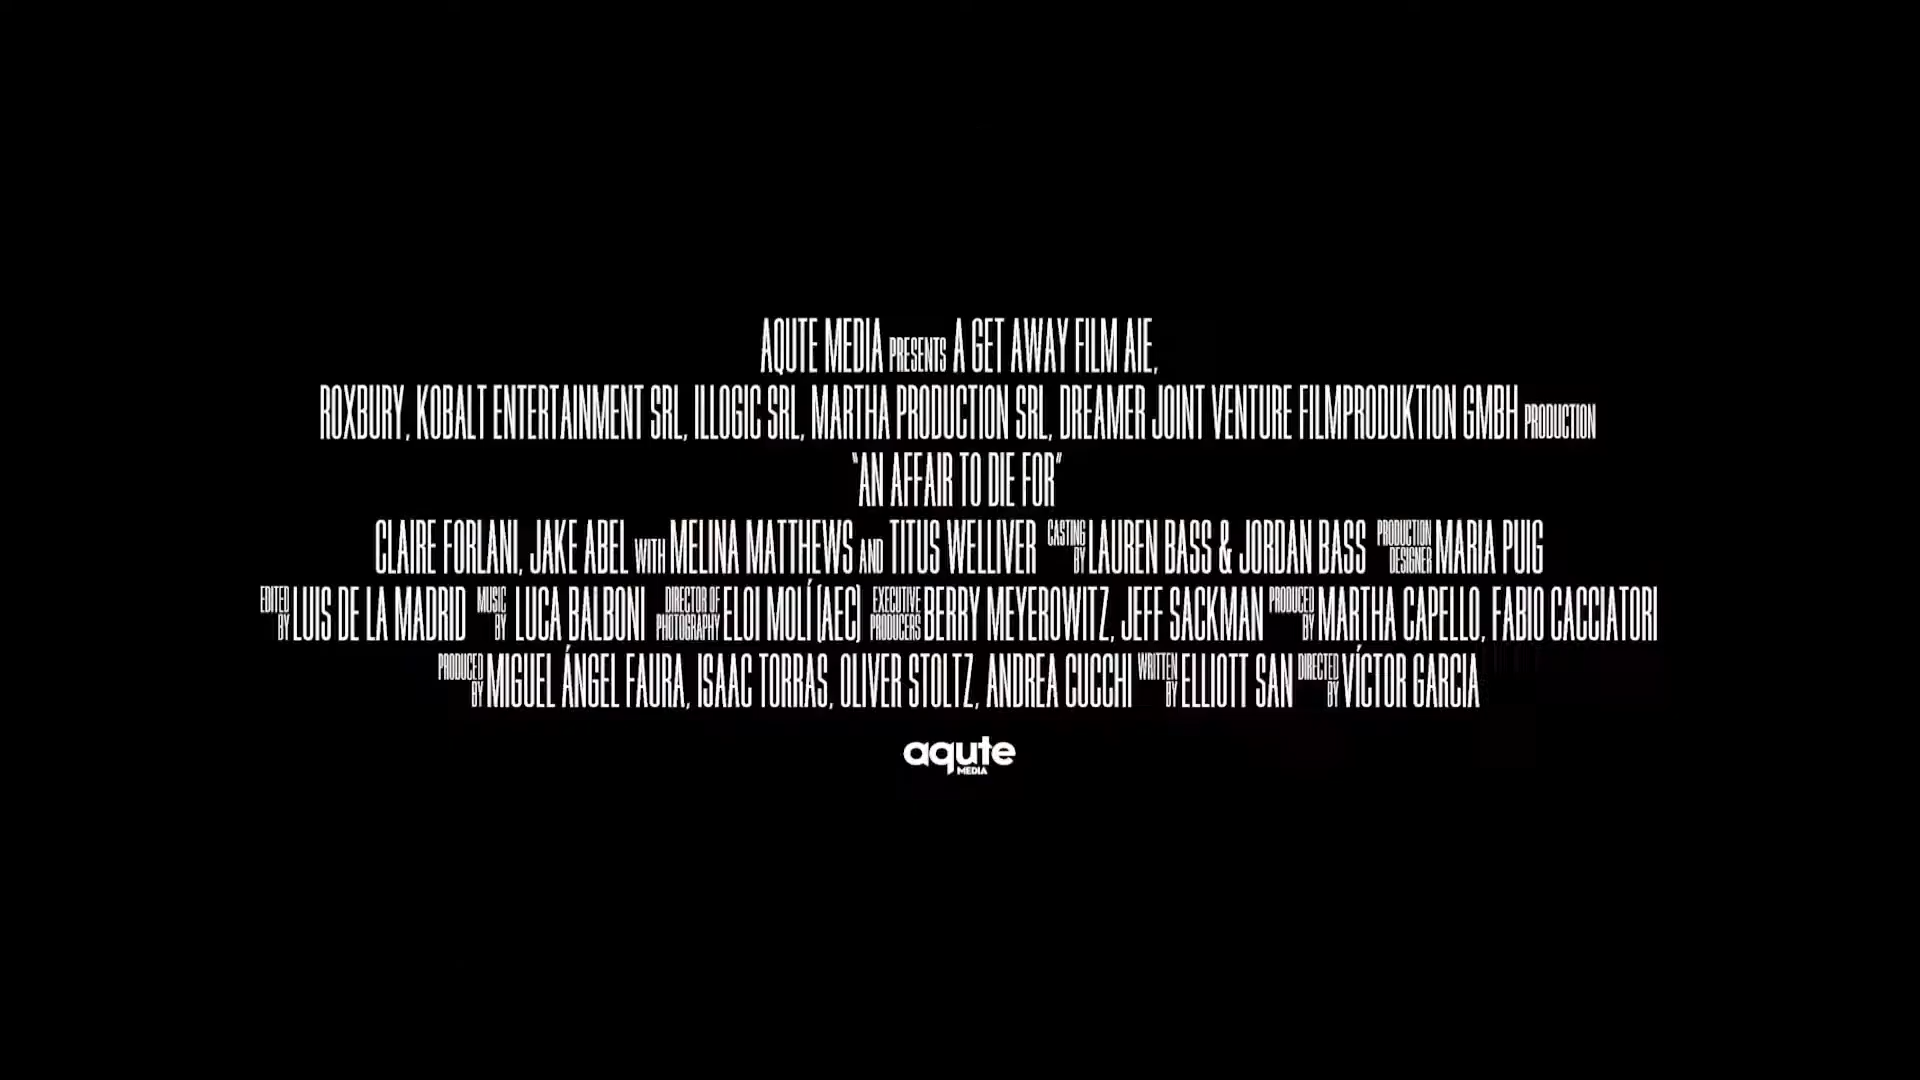 AQUTE MEDIA PRESENTS A GET AWAY FILM AIE,
ROXBURY, KOBALT ENTERTAINMENT SRL, ILLOGIC SRL, MARTHA PRODUCTION SRL, DREAMER JOINT VENTURE FILMPRODUKTION GMBH PRODUCTION
"AN AFFAIR TO DIE FOR"
CLAIRE FORLANI, JAKE ABEL WITH MELINA MATTHEWS AND TITUS WELLIVER CASTING BY LAUREN BASS & JORDAN BASS PRODUCTION DESIGNER MARIA PUIG
EDITED BY LUIS DE LA MADRID MUSIC BY LUCA BALBONI DIRECTOR OF PHOTOGRAPHY ELOI MOLÍ (AEC) EXECUTIVE PRODUCERS BERRY MEYEROWITZ, JEFF SACKMAN PRODUCED BY MARTHA CAPELLO, FABIO CACCIATORI
PRODUCED BY MIGUEL ÁNGEL FAURA, ISAAC TORRAS, OLIVER STOLTZ, ANDREA CUCCHI WRITTEN BY ELLIOTT SAN DIRECTED BY VÍCTOR GARCIA
aqute
MEDIA